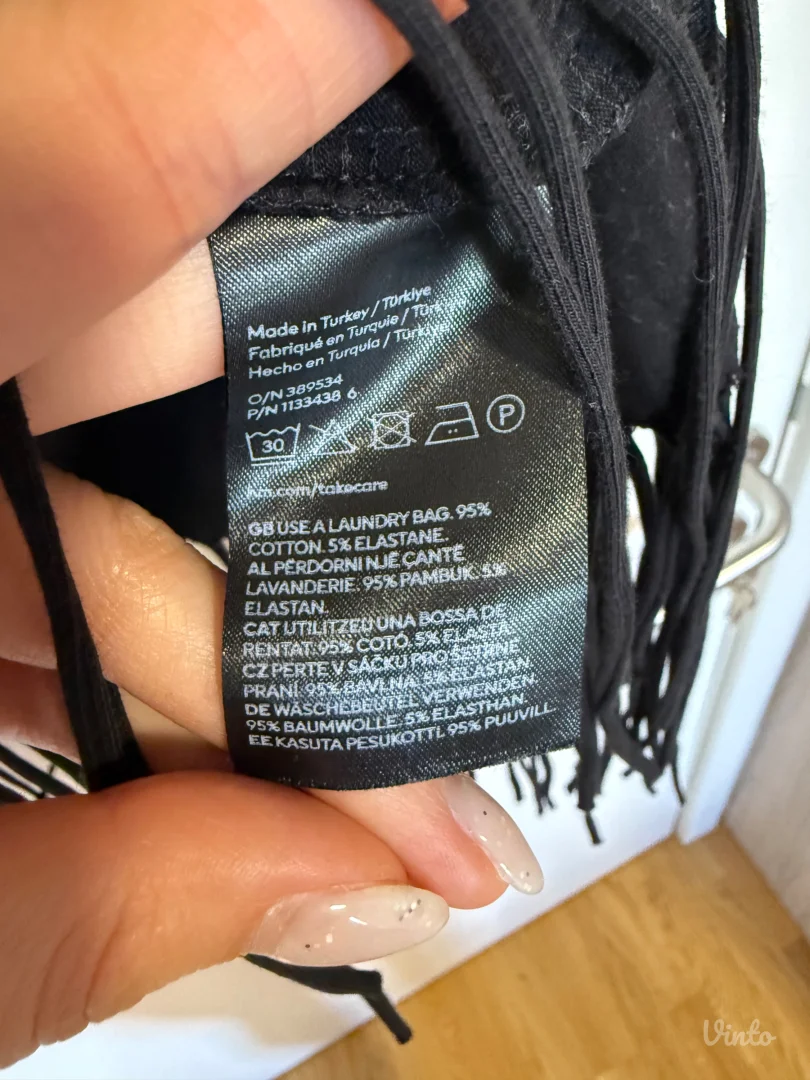 Made in Turkey / Türkiye
Fabriqué en Turquie / Türkiye
Hecho en Turquía / Türkiye
O/N 389534
P/N 1133438 6
30
P
hm.com/takecare
GB USE A LAUNDRY BAG. 95%
COTTON. 5% ELASTANE.
AL PËRDORNI NJË ÇANTË
LAVANDERIE. 95% PAMBUK. 5%
ELASTAN.
CAT UTILITZEU UNA BOSSA DE
RENTAT. 95% COTÓ. 5% ELASTÀ
CZ PERTE V SÁČKU PRO ŠETRNÉ
PRANÍ. 95% BAVLNA. 5% ELASTAN
DE WÄSCHEBEUTEL VERWENDEN
95% BAUMWOLLE. 5% ELASTHAN
EE KASUTA PESUKOTTI. 95% PUUVILL
Vinto